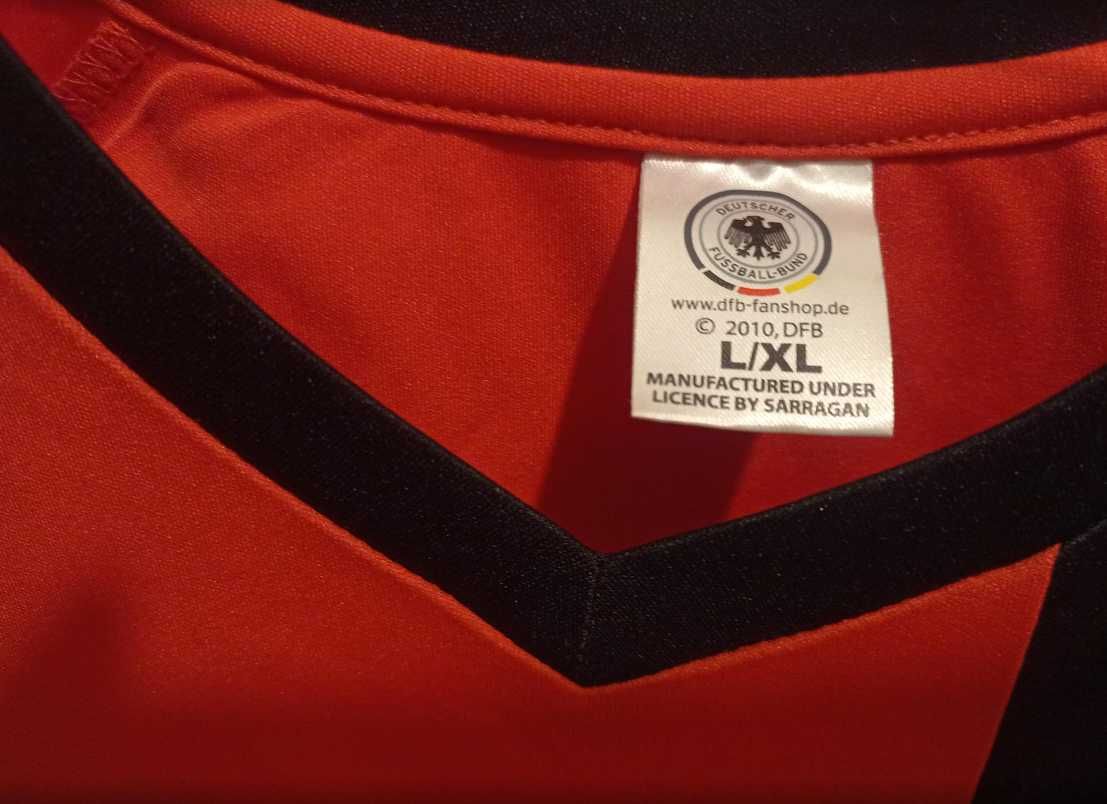 DEUTSCHER
FUSSBALL-BUND
www.dfb-fanshop.de
© 2010, DFB
L/XL
MANUFACTURED UNDER
LICENCE BY SARRAGAN